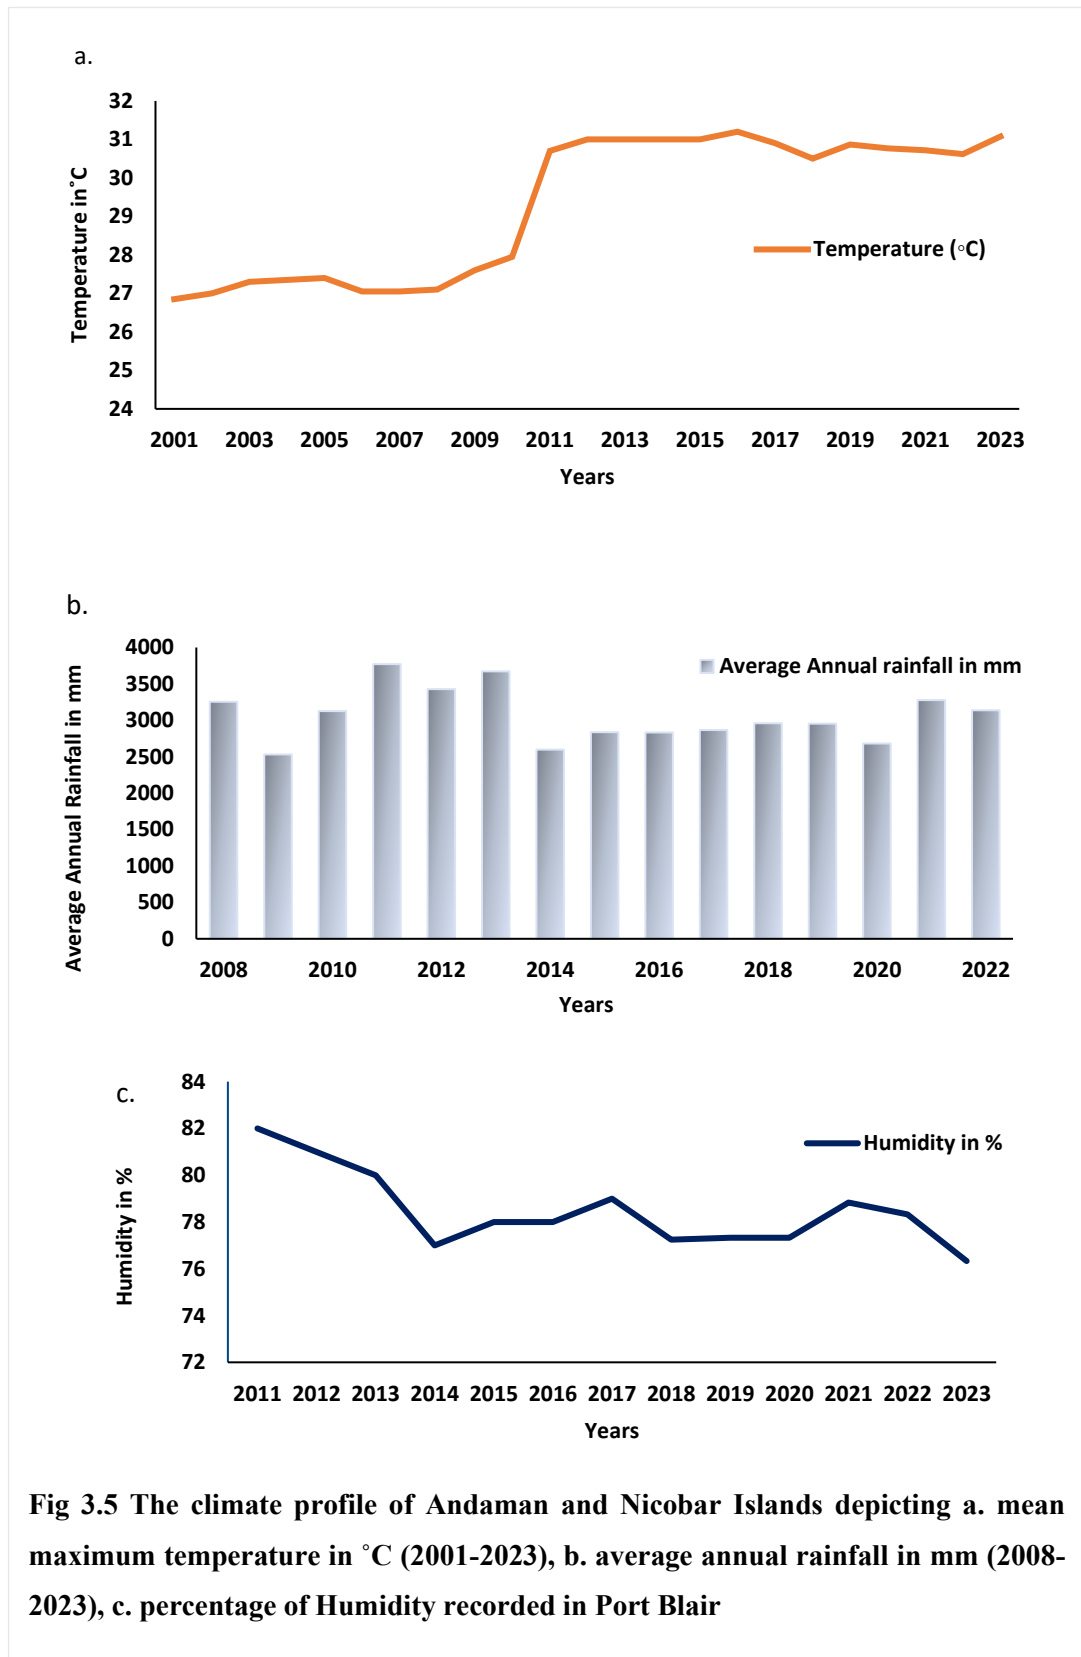 a.
32
31
30
29
28
27
26
25
24
Temperature in˚C
Temperature (◦C)
2001 2003 2005 2007 2009 2011 2013 2015 2017 2019 2021 2023
Years
b.
4000
3500
3000
2500
2000
1500
1000
500
0
Average Annual Rainfall in mm
Average Annual rainfall in mm
2008 2010 2012 2014 2016 2018 2020 2022
Years
c.
84
82
80
78
76
74
72
Humidity in %
Humidity in %
2011 2012 2013 2014 2015 2016 2017 2018 2019 2020 2021 2022 2023
Years
Fig 3.5 The climate profile of Andaman and Nicobar Islands depicting a. mean
maximum temperature in ˚C (2001-2023), b. average annual rainfall in mm (2008-
2023), c. percentage of Humidity recorded in Port Blair